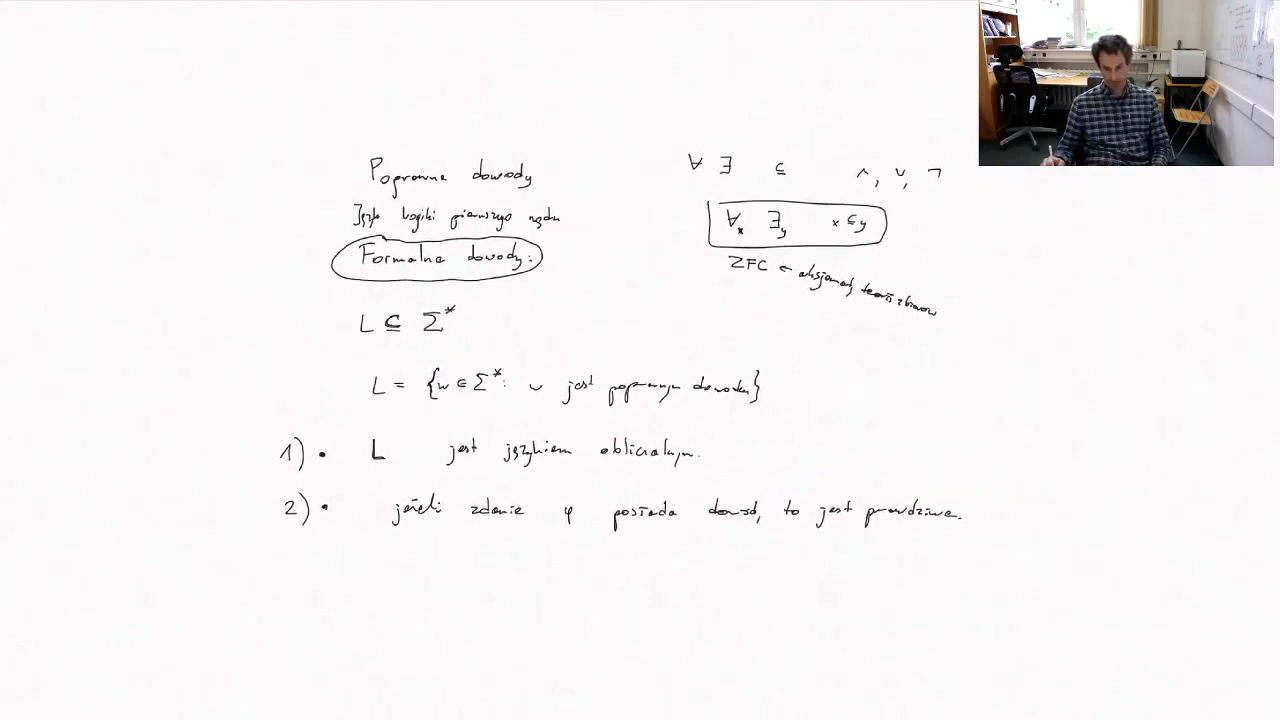 Poprawne dowody
Język logiki pierwszego rzędu
Formalne dowody:
L ⊆ Σ*
L = {w ∈ Σ*: w jest poprawnym dowodem}
1) • L jest językiem obliczalnym.
2) • jeżeli zdanie φ posiada dowód, to jest prawdziwe.
∀ ∃ ⊆ ∧, ∨, ¬
∀x ∃y x ⊆ y
ZFC ← aksjomaty teorii zbiorów